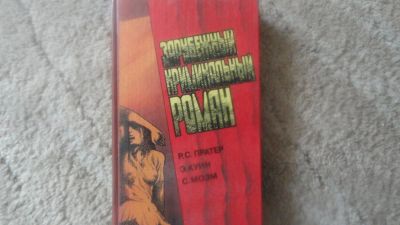 ЗАРУБЕЖНЫЙ
КРИМИНАЛЬНЫЙ
РОМАН
Р.С. ПРАТЕР
Э.КУИН
С.МОЭМ